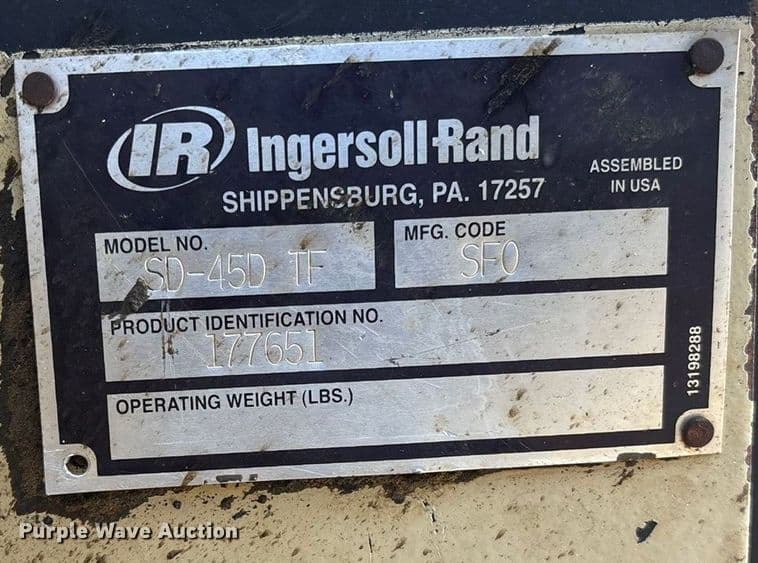 IR Ingersoll-Rand
SHIPPENSBURG, PA. 17257
ASSEMBLED
IN USA
MODEL NO.
SD-45D TF
MFG. CODE
SF0
PRODUCT IDENTIFICATION NO.
177651
OPERATING WEIGHT (LBS.)
13198288
Purple Wave Auction